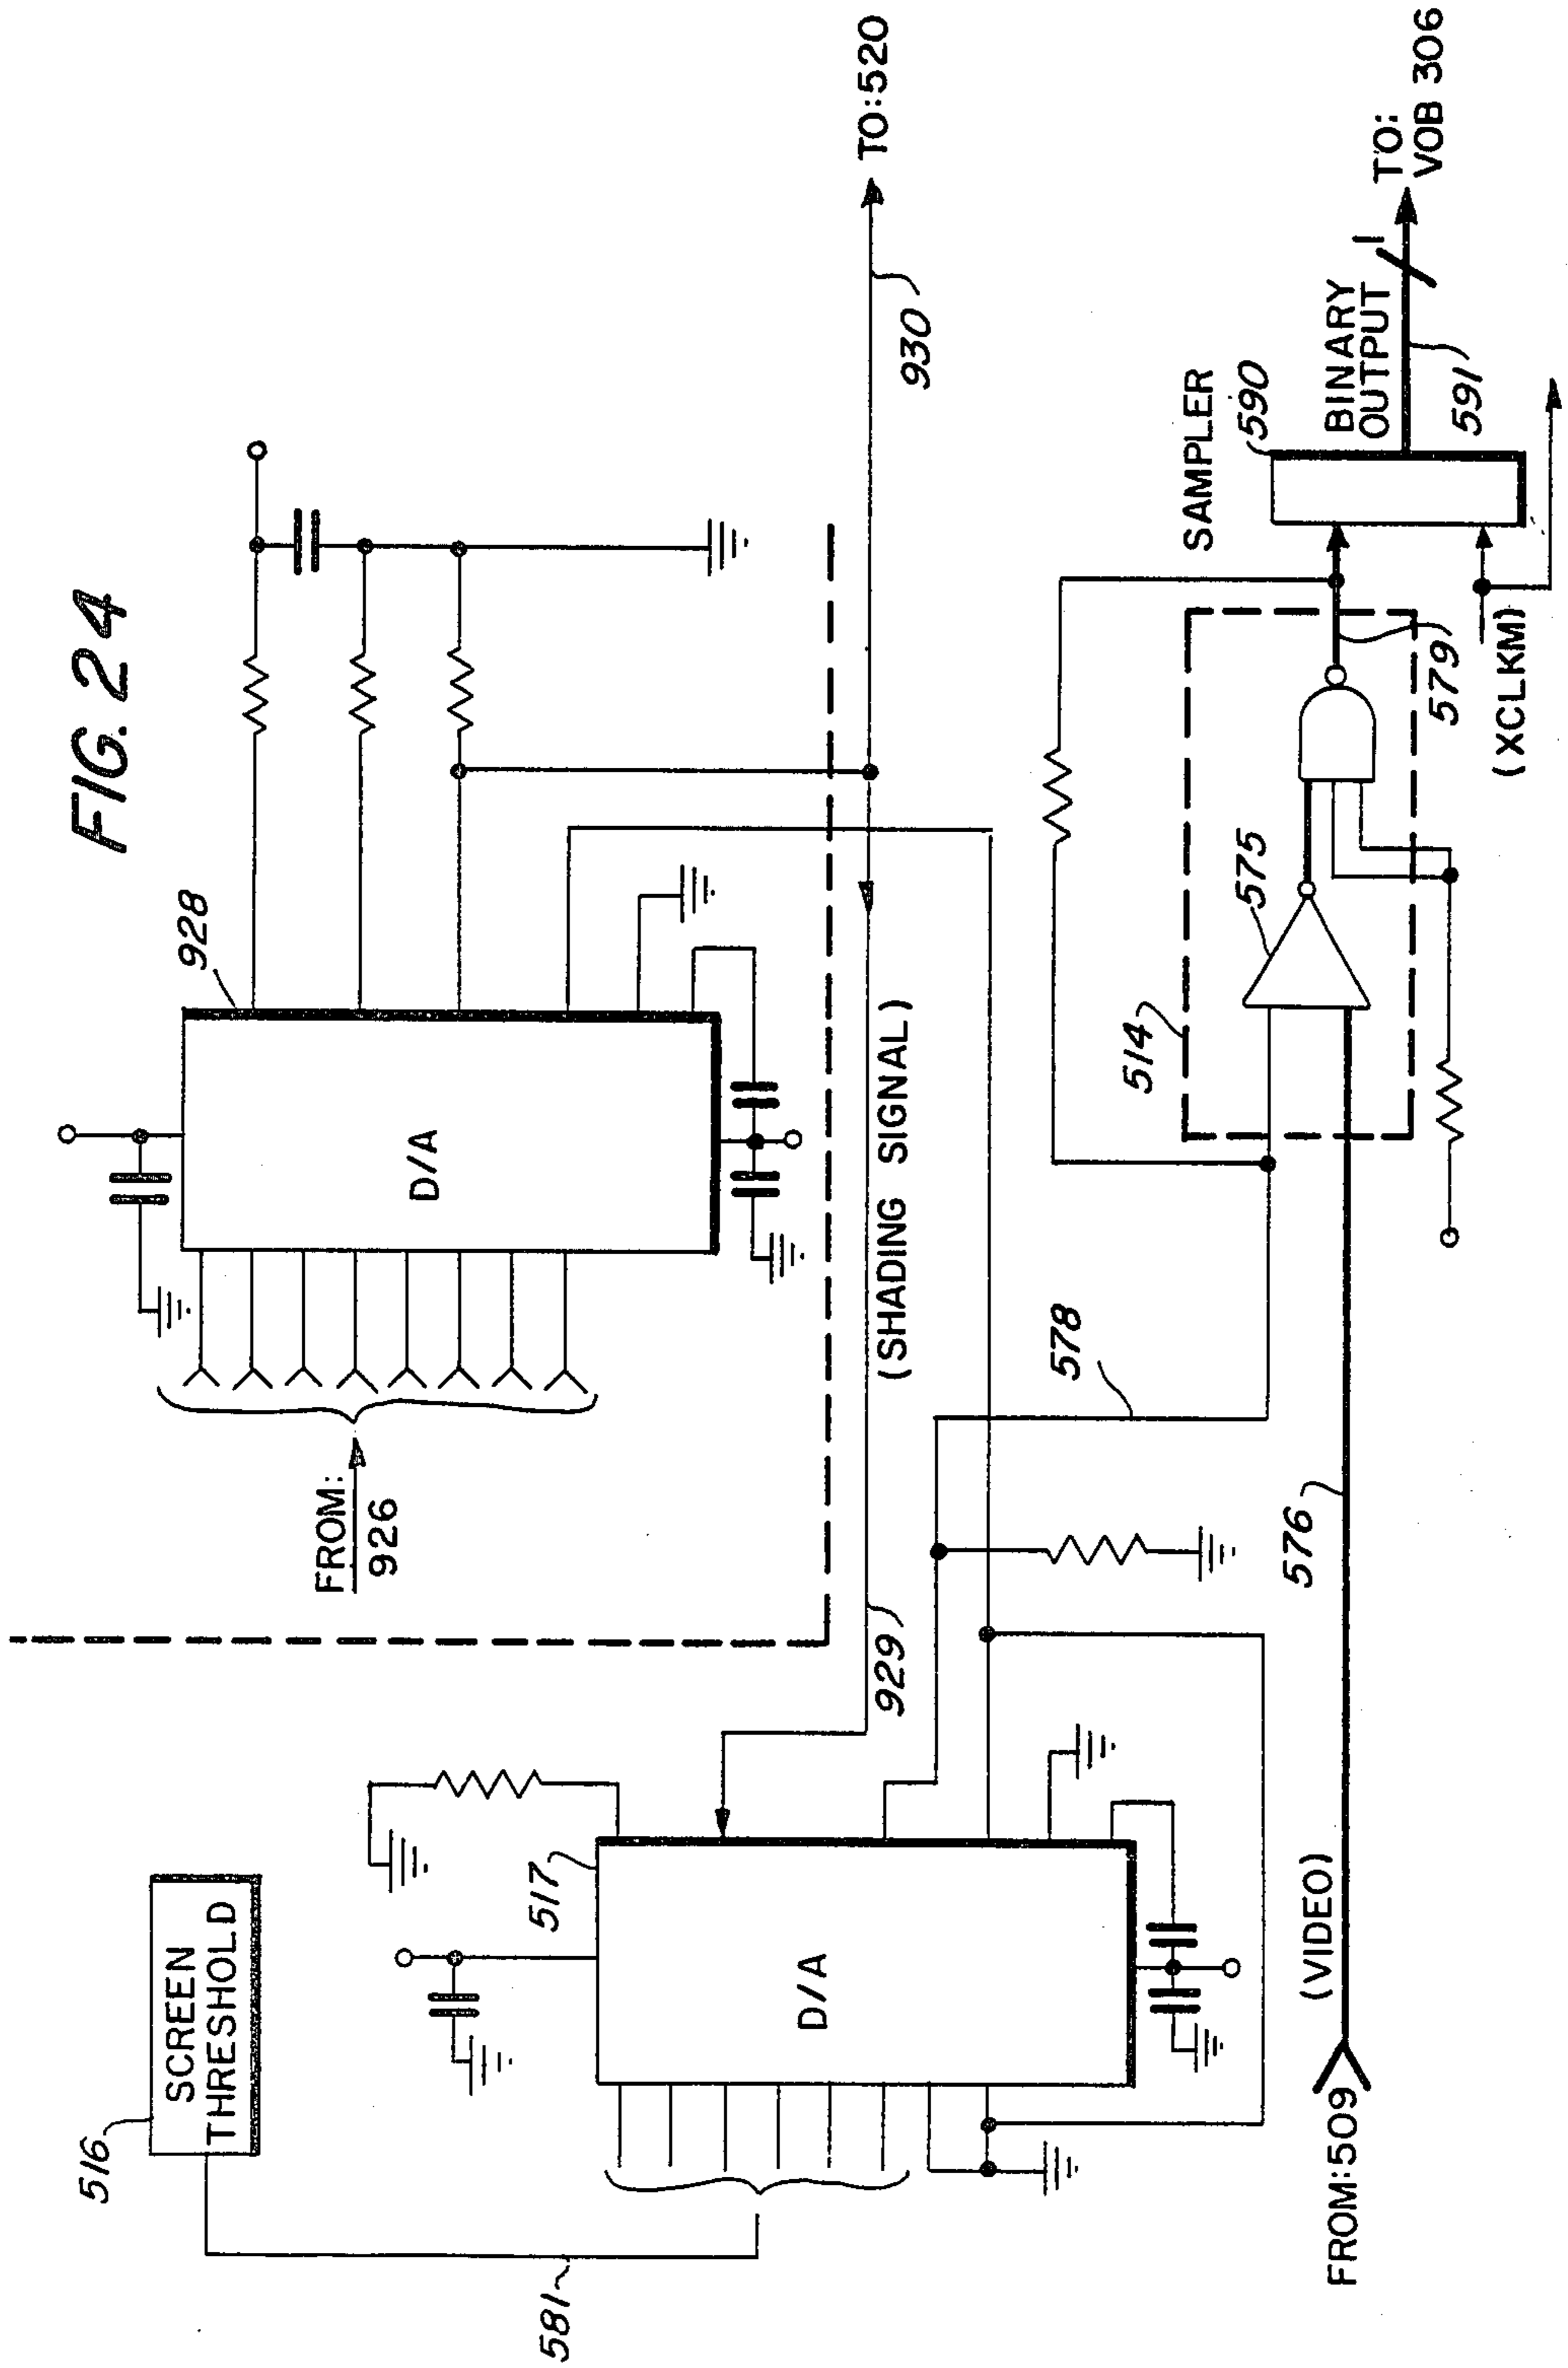 FIG. 24
516
SCREEN
THRESHOLD
581
517
D/A
FROM:
926
928
D/A
929
(SHADING SIGNAL)
930
TO:520
578
514
575
579
SAMPLER
590
BINARY
OUTPUT
1
591
TO:
VOB 306
(XCLKM)
576
(VIDEO)
FROM:509